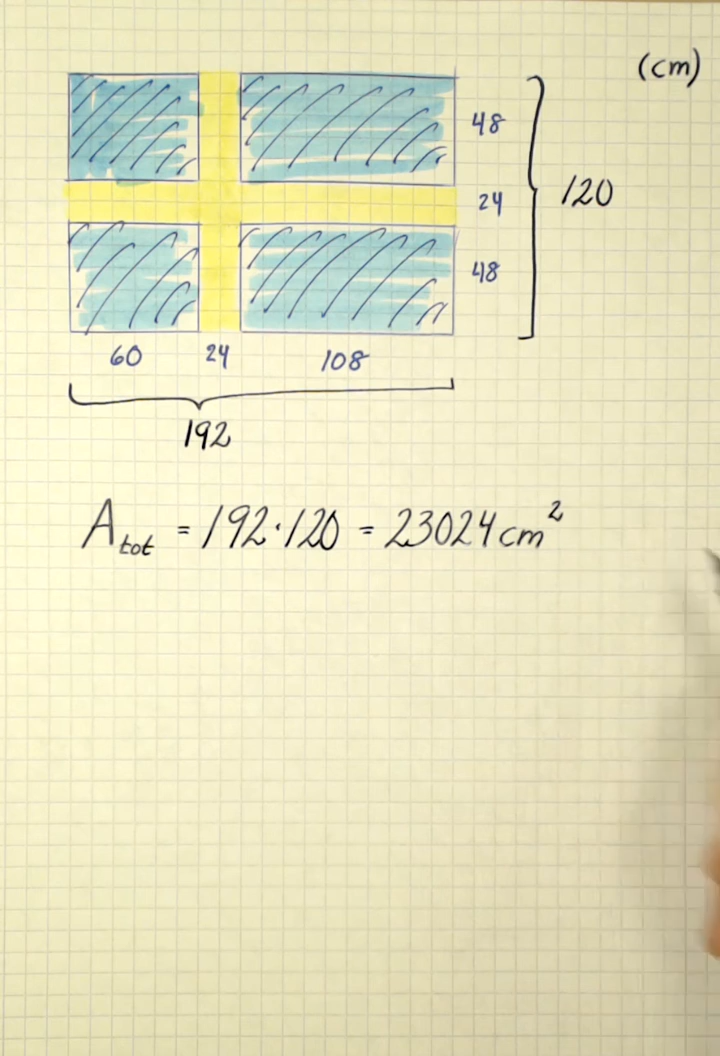 (cm)
48
24
120
48
60 24 108
192
A_tot = 192·120 = 23024 cm²